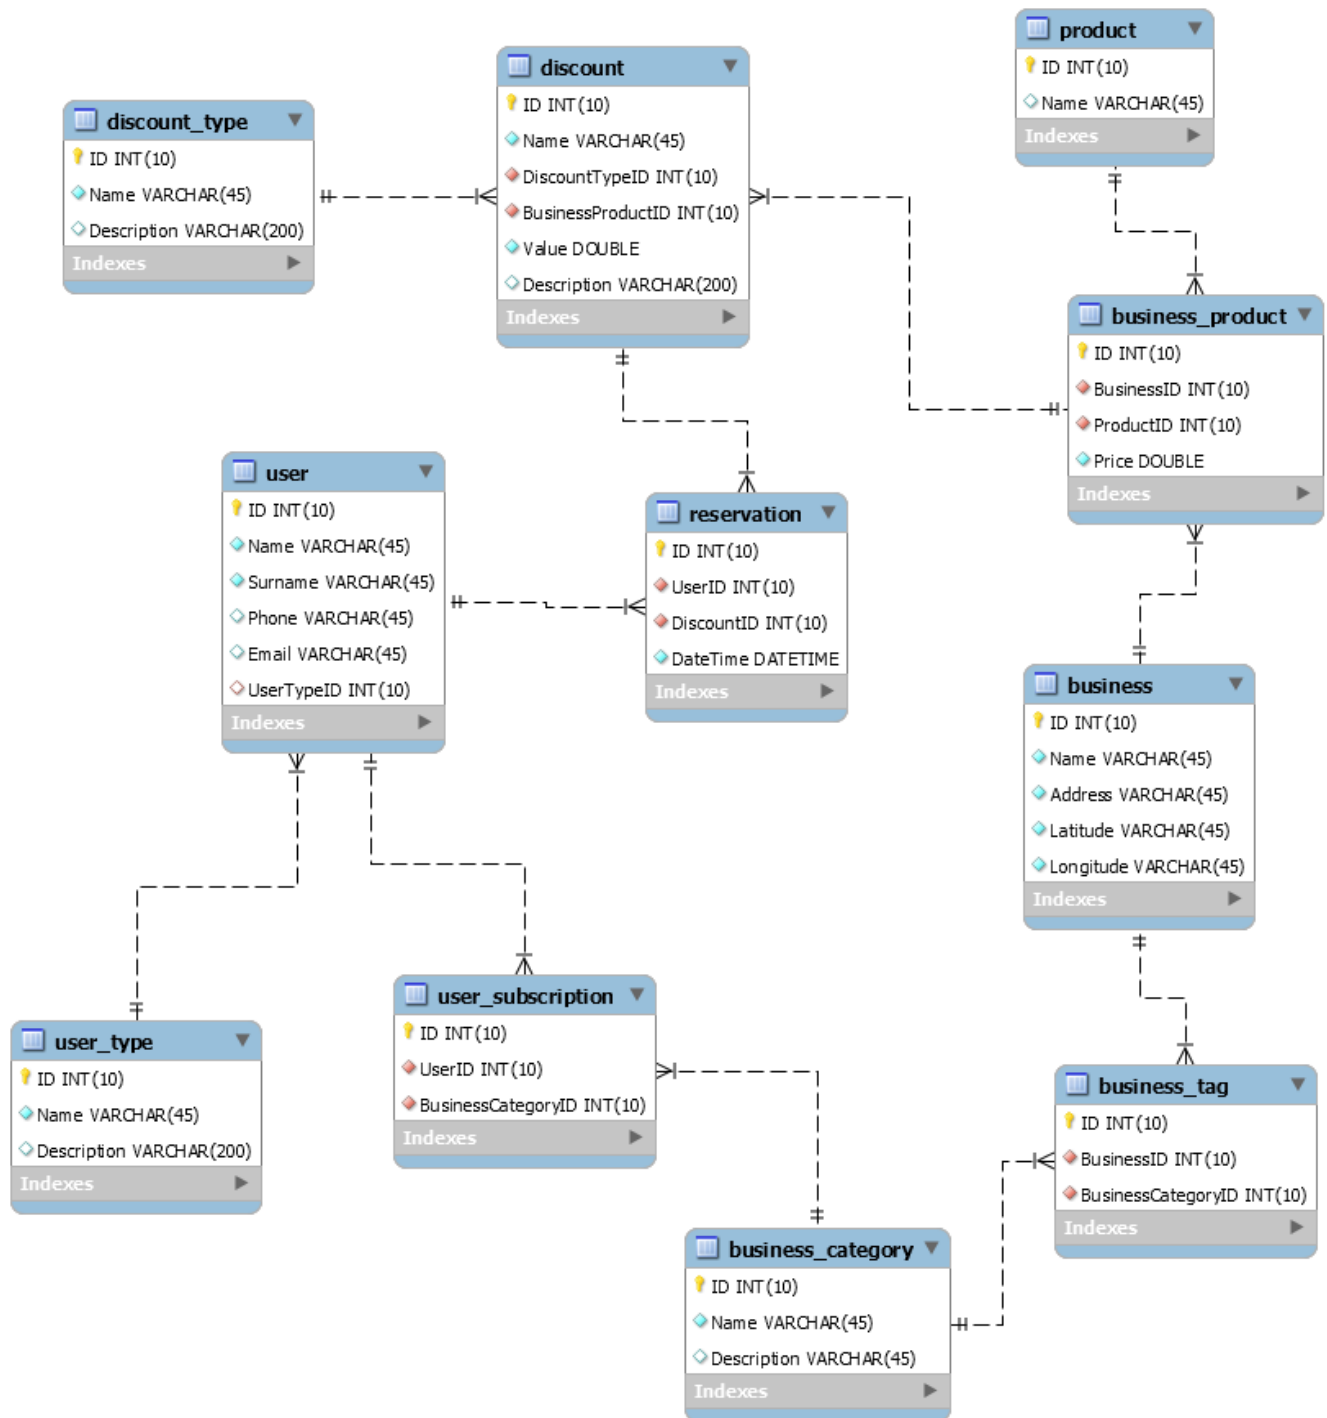 product
ID INT(10)
Name VARCHAR(45)
Indexes
discount
ID INT(10)
Name VARCHAR(45)
DiscountTypeID INT(10)
BusinessProductID INT(10)
Value DOUBLE
Description VARCHAR(200)
Indexes
discount_type
ID INT(10)
Name VARCHAR(45)
Description VARCHAR(200)
Indexes
business_product
ID INT(10)
BusinessID INT(10)
ProductID INT(10)
Price DOUBLE
Indexes
user
ID INT(10)
Name VARCHAR(45)
Surname VARCHAR(45)
Phone VARCHAR(45)
Email VARCHAR(45)
UserTypeID INT(10)
Indexes
reservation
ID INT(10)
UserID INT(10)
DiscountID INT(10)
DateTime DATETIME
Indexes
business
ID INT(10)
Name VARCHAR(45)
Address VARCHAR(45)
Latitude VARCHAR(45)
Longitude VARCHAR(45)
Indexes
user_subscription
ID INT(10)
UserID INT(10)
BusinessCategoryID INT(10)
Indexes
user_type
ID INT(10)
Name VARCHAR(45)
Description VARCHAR(200)
Indexes
business_tag
ID INT(10)
BusinessID INT(10)
BusinessCategoryID INT(10)
Indexes
business_category
ID INT(10)
Name VARCHAR(45)
Description VARCHAR(45)
Indexes